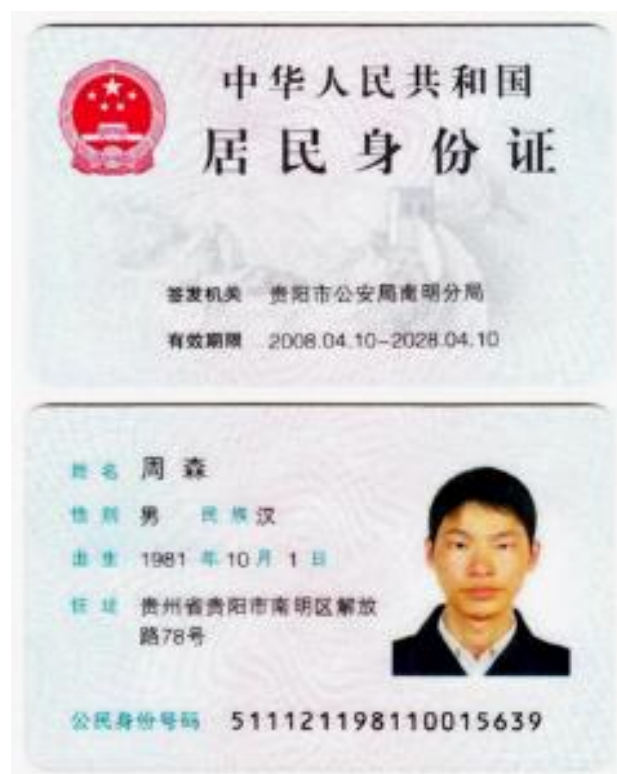 中华人民共和国
居民身份证
签发机关 贵阳市公安局南明分局
有效期限 2008.04.10-2028.04.10
姓名 周森
性别 男 民族 汉
出生 1981 年 10 月 1 日
住址 贵州省贵阳市南明区解放
路78号
公民身份号码 511121198110015639